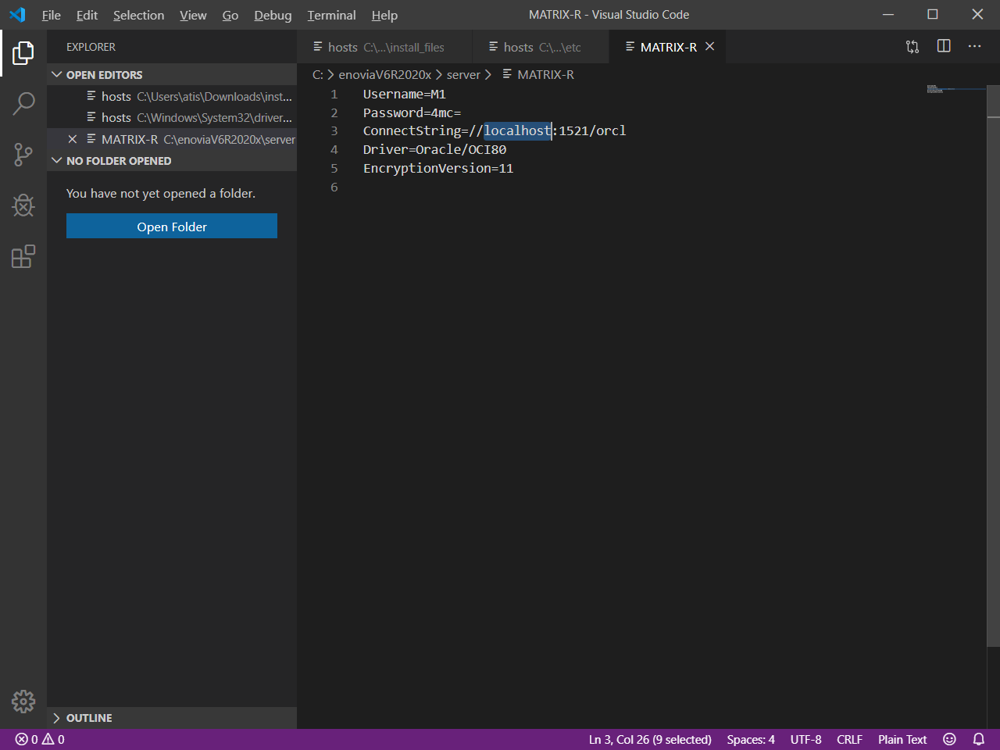 File Edit Selection View Go Debug Terminal Help MATRIX-R - Visual Studio Code
EXPLORER
OPEN EDITORS
hosts C:\Users\atis\Downloads\inst...
hosts C:\Windows\System32\driver...
MATRIX-R C:\enoviaV6R2020x\server
NO FOLDER OPENED
You have not yet opened a folder.
Open Folder
OUTLINE
hosts C:\...\install_files hosts C:\...\etc MATRIX-R
C: > enoviaV6R2020x > server > MATRIX-R
1 Username=M1
2 Password=4mc=
3 ConnectString=//localhost:1521/orcl
4 Driver=Oracle/OCI80
5 EncryptionVersion=11
6
0 0 Ln 3, Col 26 (9 selected) Spaces: 4 UTF-8 CRLF Plain Text